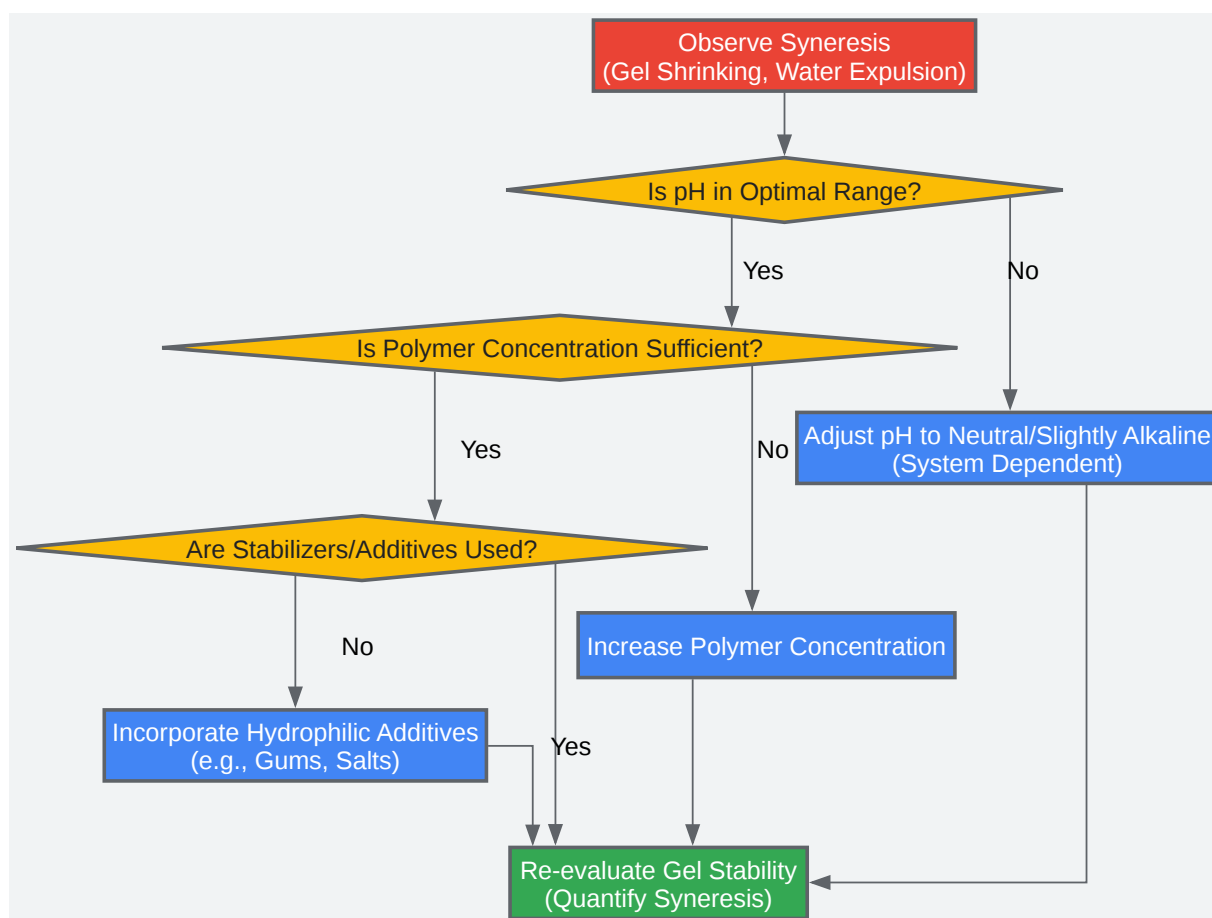 Observe Syneresis
(Gel Shrinking, Water Expulsion)
Is pH in Optimal Range?
Yes
No
Is Polymer Concentration Sufficient?
Adjust pH to Neutral/Slightly Alkaline
(System Dependent)
Yes
No
Are Stabilizers/Additives Used?
Increase Polymer Concentration
No
Incorporate Hydrophilic Additives
(e.g., Gums, Salts)
Yes
Re-evaluate Gel Stability
(Quantify Syneresis)